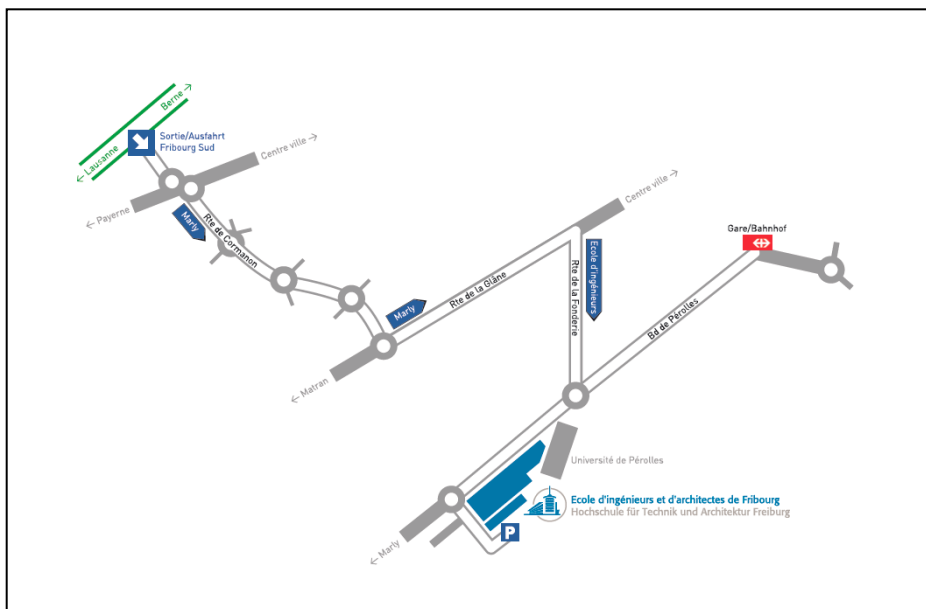 Berne →
← Lausanne
Sortie/Ausfahrt
Fribourg Sud
Centre ville →
← Payerne
Marly
Rte de Cormanon
Centre ville →
Gare/Bahnhof
Ecole d'ingénieurs
Rte de la Glâne
Rte de la Fonderie
Marly
Bd de Pérolles
← Matran
Université de Pérolles
Ecole d'ingénieurs et d'architectes de Fribourg
Hochschule für Technik und Architektur Freiburg
P
← Marly